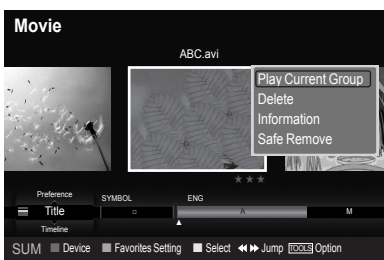 Movie
ABC.avi
Play Current Group
Delete
Information
Safe Remove
Preference
SYMBOL ENG
Title
A M
Timeline
SUM Device Favorites Setting Select Jump TOOLS Option